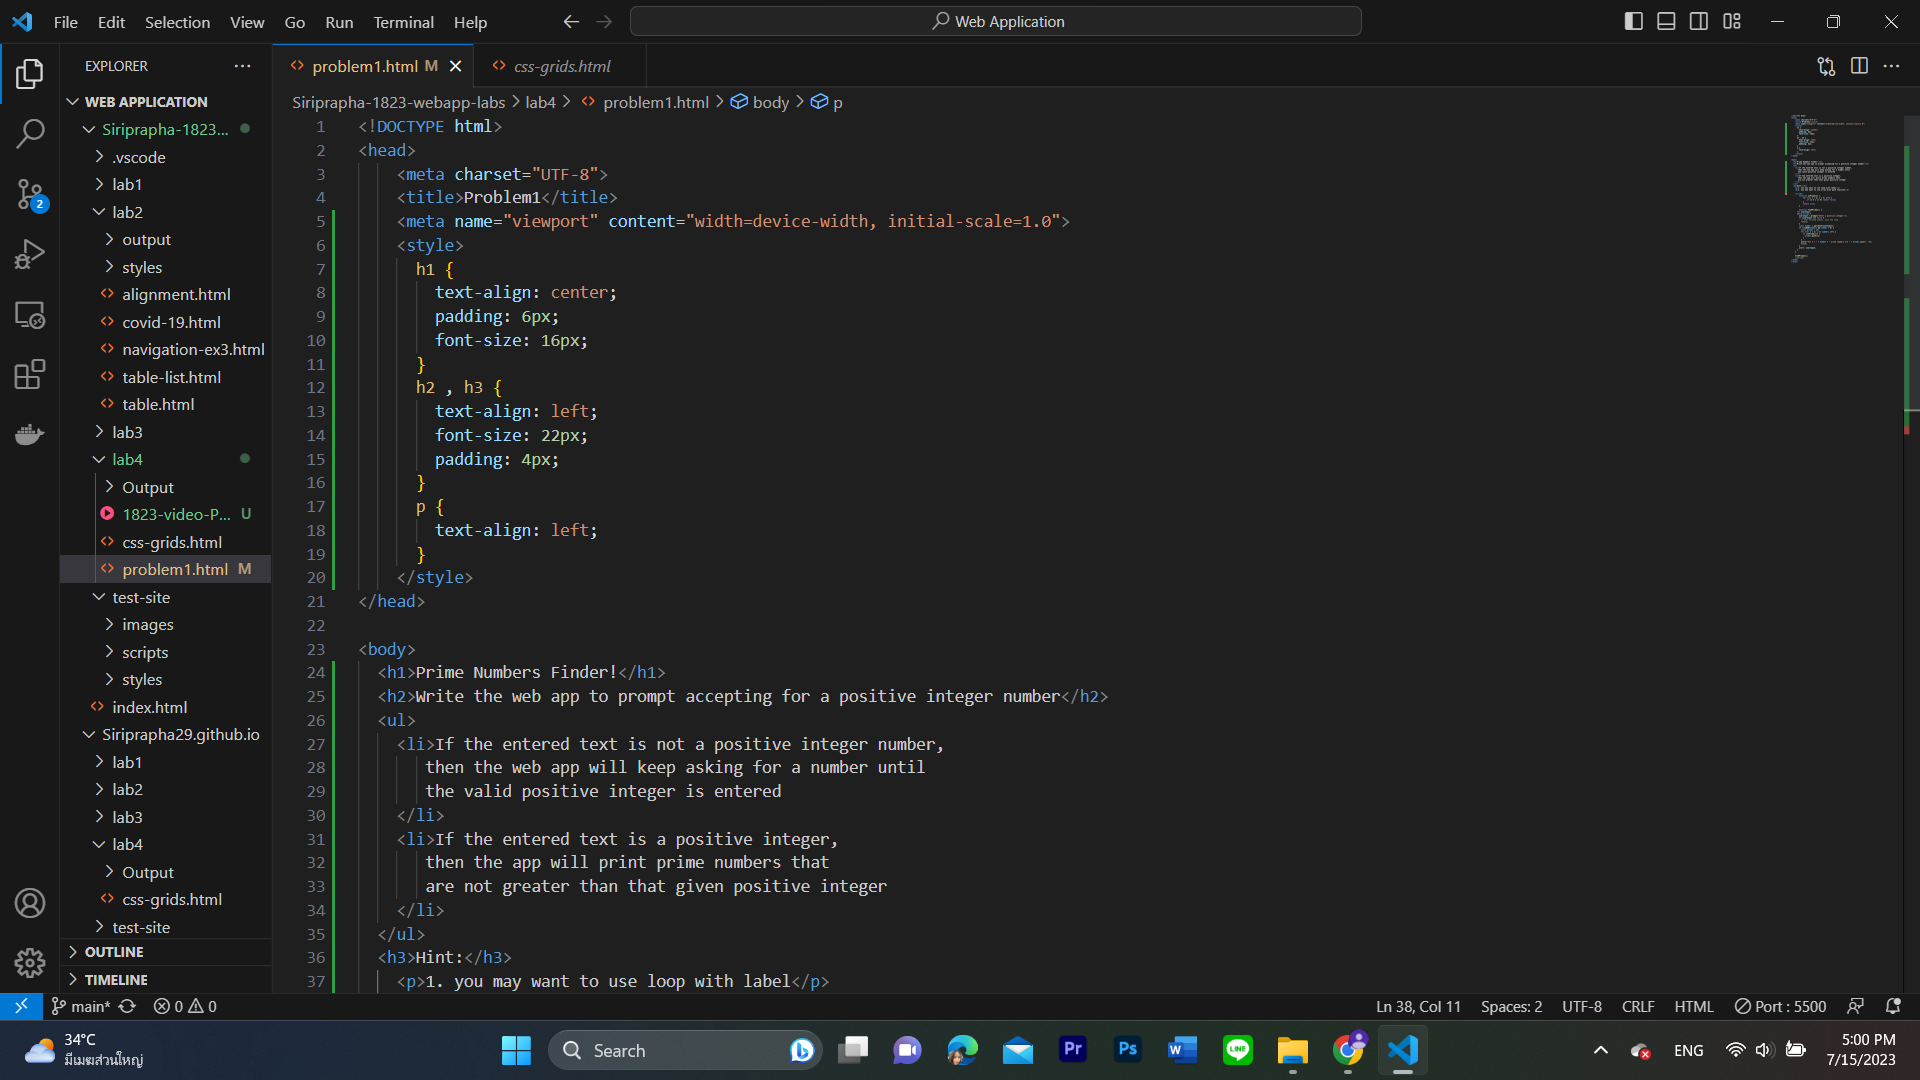 File Edit Selection View Go Run Terminal Help
Web Application
EXPLORER
WEB APPLICATION
Siriprapha-1823...
.vscode
lab1
lab2
output
styles
alignment.html
covid-19.html
navigation-ex3.html
table-list.html
table.html
lab3
lab4
Output
1823-video-P... U
css-grids.html
problem1.html M
test-site
images
scripts
styles
index.html
Siriprapha29.github.io
lab1
lab2
lab3
lab4
Output
css-grids.html
test-site
OUTLINE
TIMELINE
2
problem1.html M
css-grids.html
Siriprapha-1823-webapp-labs > lab4 > problem1.html > body > p
1 <!DOCTYPE html>
2 <head>
3 <meta charset="UTF-8">
4 <title>Problem1</title>
5 <meta name="viewport" content="width=device-width, initial-scale=1.0">
6 <style>
7 h1 {
8 text-align: center;
9 padding: 6px;
10 font-size: 16px;
11 }
12 h2 , h3 {
13 text-align: left;
14 font-size: 22px;
15 padding: 4px;
16 }
17 p {
18 text-align: left;
19 }
20 </style>
21 </head>
22
23 <body>
24 <h1>Prime Numbers Finder!</h1>
25 <h2>Write the web app to prompt accepting for a positive integer number</h2>
26 <ul>
27 <li>If the entered text is not a positive integer number,
28 then the web app will keep asking for a number until
29 the valid positive integer is entered
30 </li>
31 <li>If the entered text is a positive integer,
32 then the app will print prime numbers that
33 are not greater than that given positive integer
34 </li>
35 </ul>
36 <h3>Hint:</h3>
37 <p>1. you may want to use loop with label</p>
main* 0 0
Ln 38, Col 11 Spaces: 2 UTF-8 CRLF HTML Port : 5500
34°C
มีเมฆส่วนใหญ่
Search
Pr
Ps
W
LINE
ENG
5:00 PM
7/15/2023